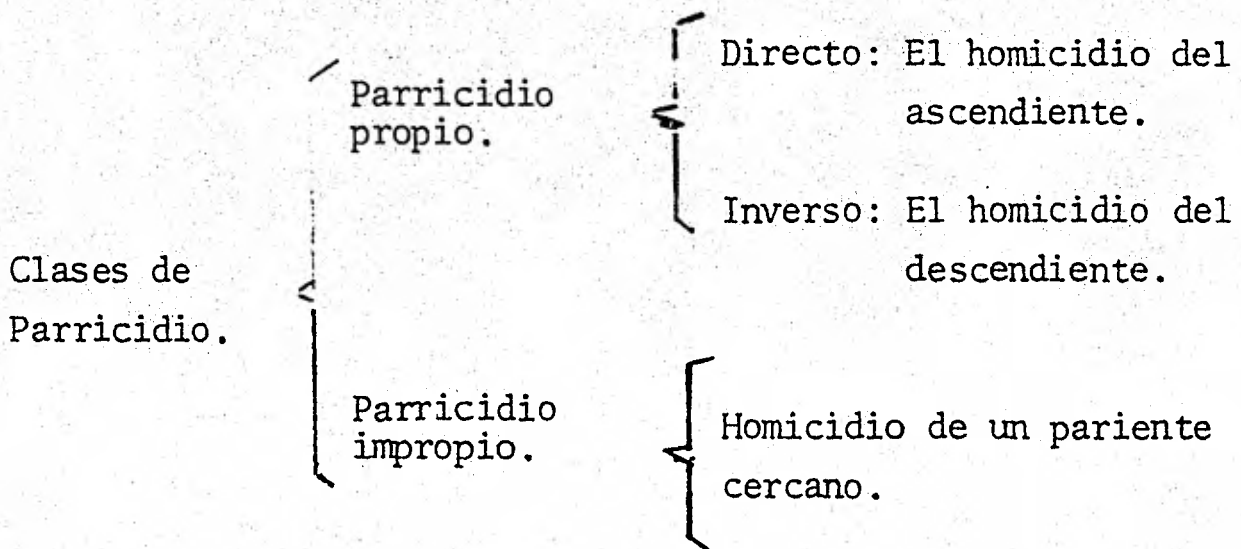 Clases de
Parricidio.
Parricidio
propio.
Directo: El homicidio del
ascendiente.
Inverso: El homicidio del
descendiente.
Parricidio
impropio.
Homicidio de un pariente
cercano.